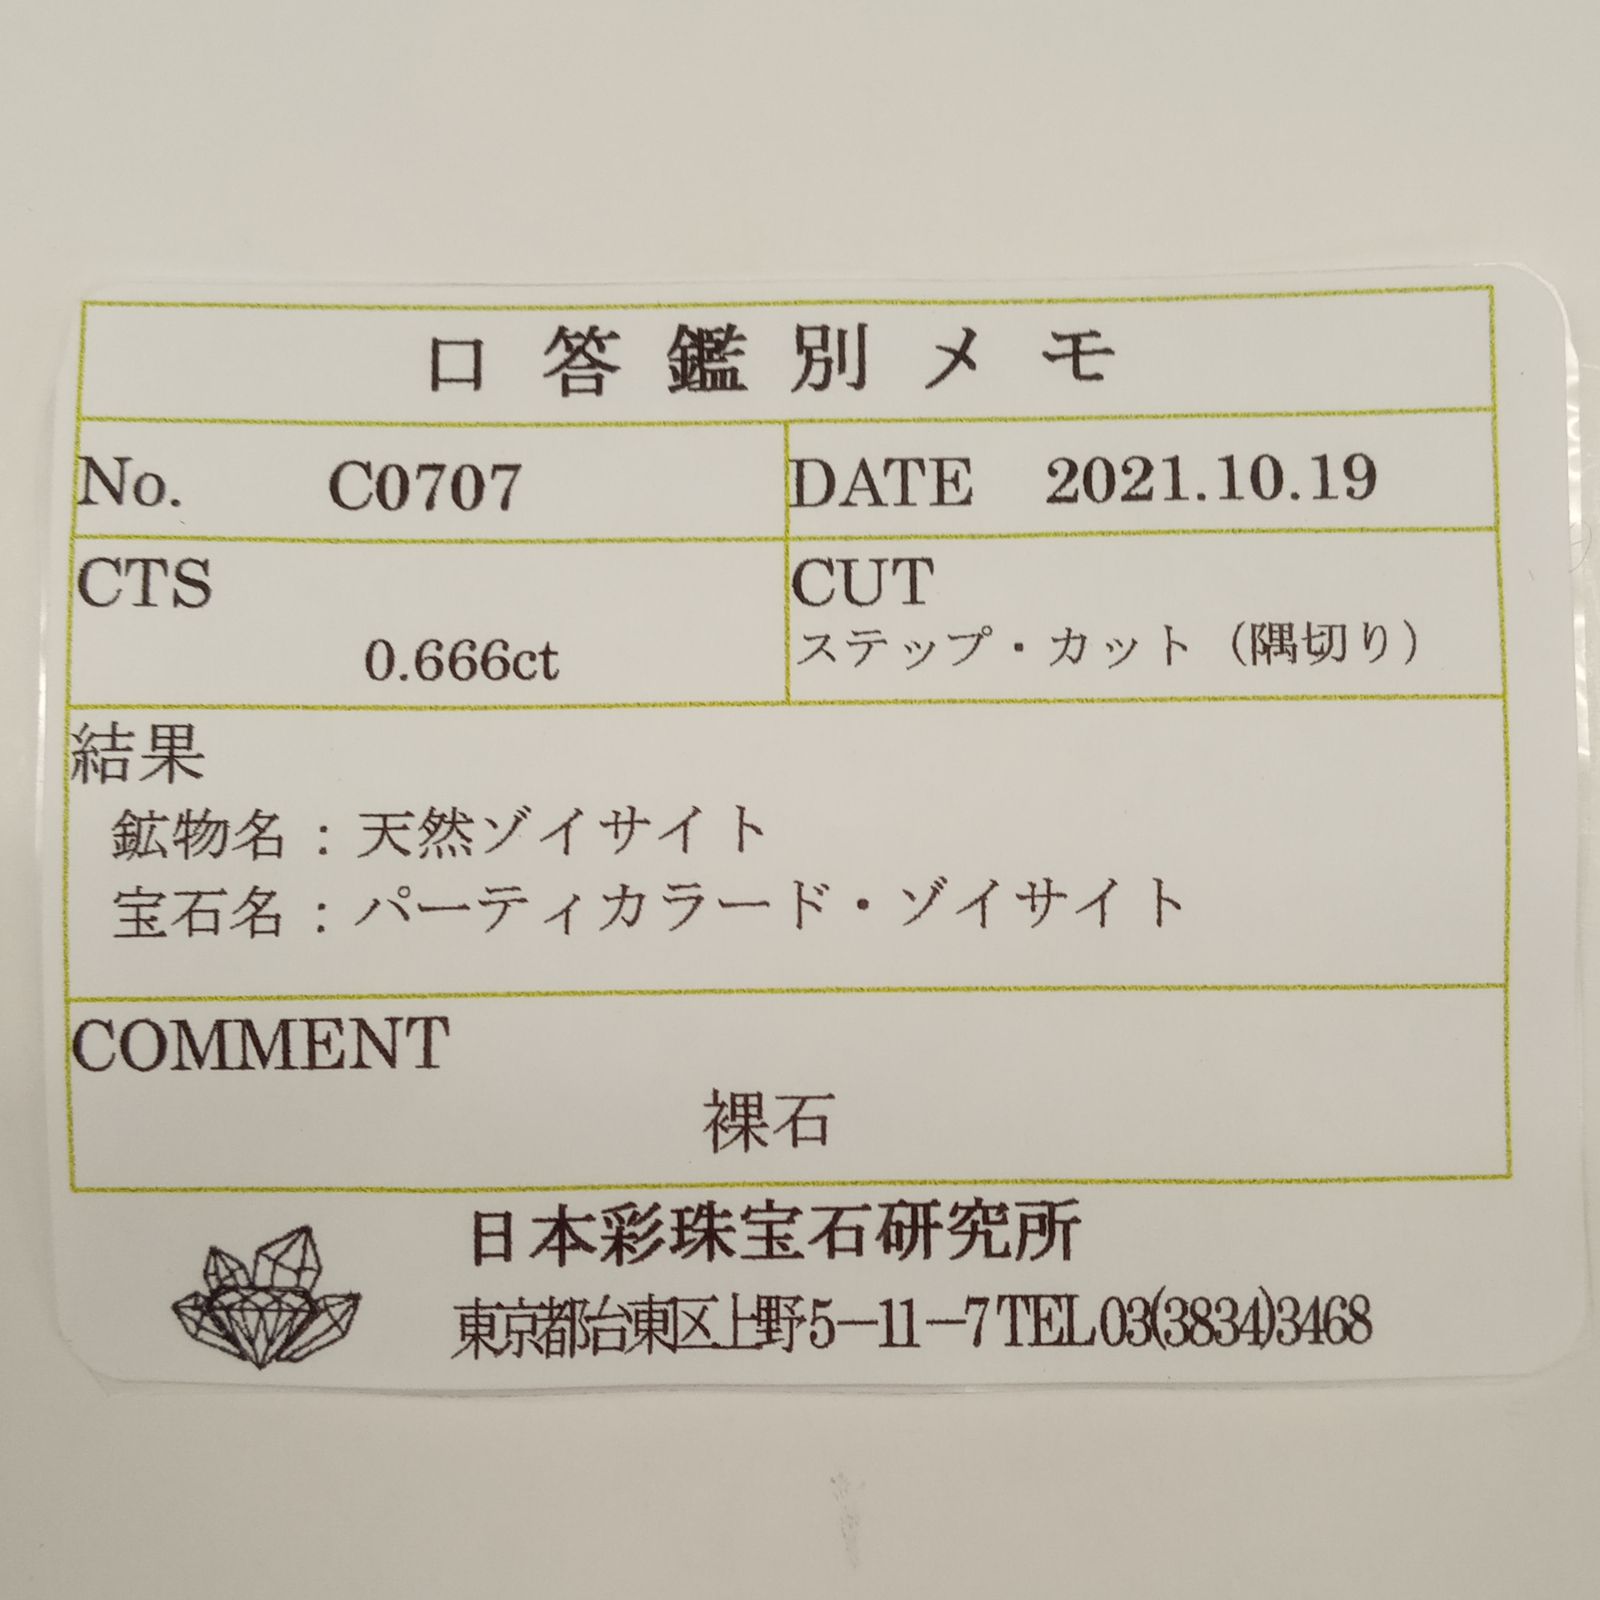 口答鑑別メモ
No. C0707
DATE 2021.10.19
CTS
0.666ct
CUT
ステップ・カット（隅切り）
結果
鉱物名：天然ゾイサイト
宝石名：パーティカラード・ゾイサイト
COMMENT
裸石
日本彩珠宝石研究所
東京都台東区上野5－11－7 TEL 03(3834)3468